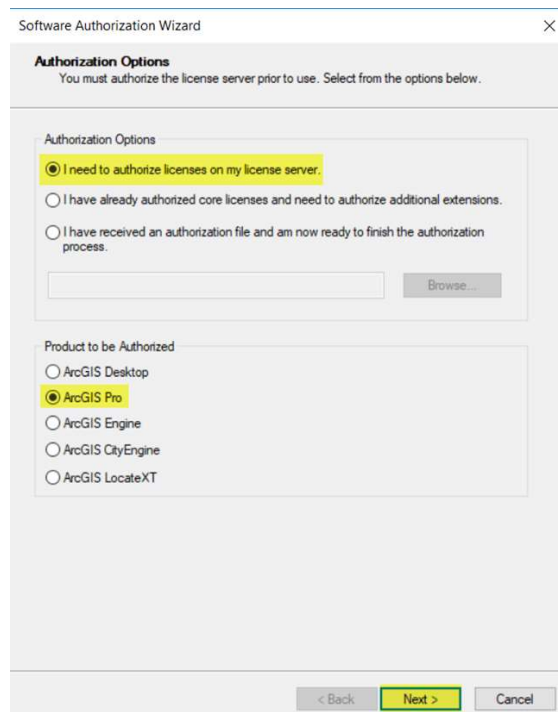 Software Authorization Wizard
Authorization Options
You must authorize the license server prior to use. Select from the options below.
Authorization Options
I need to authorize licenses on my license server.
I have already authorized core licenses and need to authorize additional extensions.
I have received an authorization file and am now ready to finish the authorization
process.
Browse...
Product to be Authorized
ArcGIS Desktop
ArcGIS Pro
ArcGIS Engine
ArcGIS CityEngine
ArcGIS LocateXT
< Back Next > Cancel